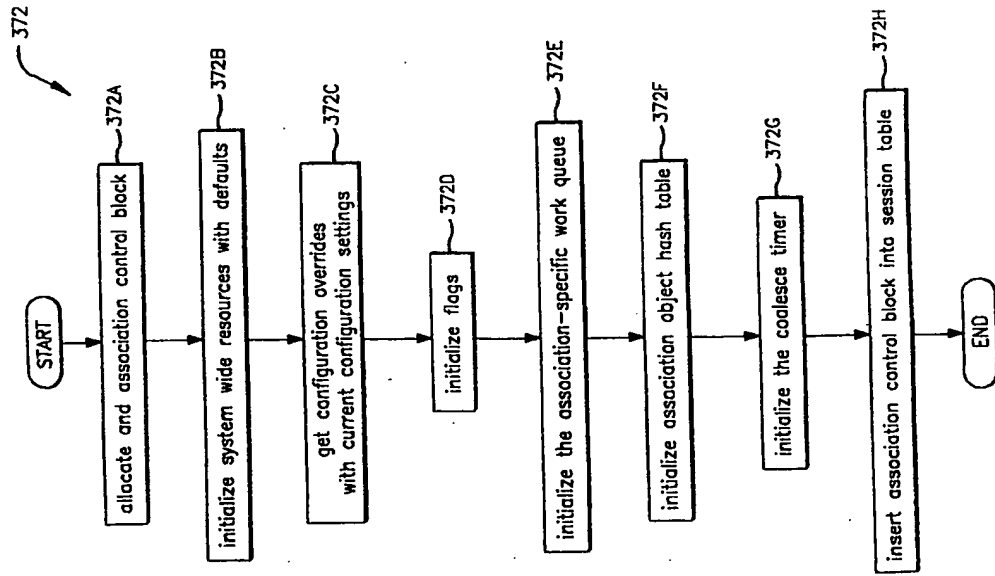 372
START
allocate and association control block
372A
initialize system wide resources with defaults
372B
get configuration overrides
with current configuration settings
372C
initialize flags
372D
initialize the association-specific work queue
372E
initialize association object hash table
372F
initialize the coalesce timer
372G
insert association control block into session table
372H
END